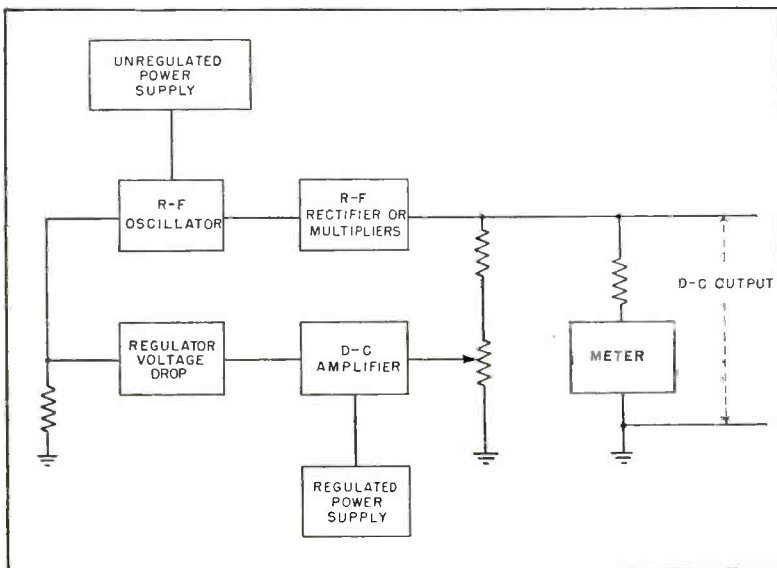 UNREGULATED
POWER
SUPPLY
R-F
OSCILLATOR
R-F
RECTIFIER OR
MULTIPLIERS
D-C OUTPUT
REGULATOR
VOLTAGE
DROP
D-C
AMPLIFIER
METER
REGULATED
POWER
SUPPLY